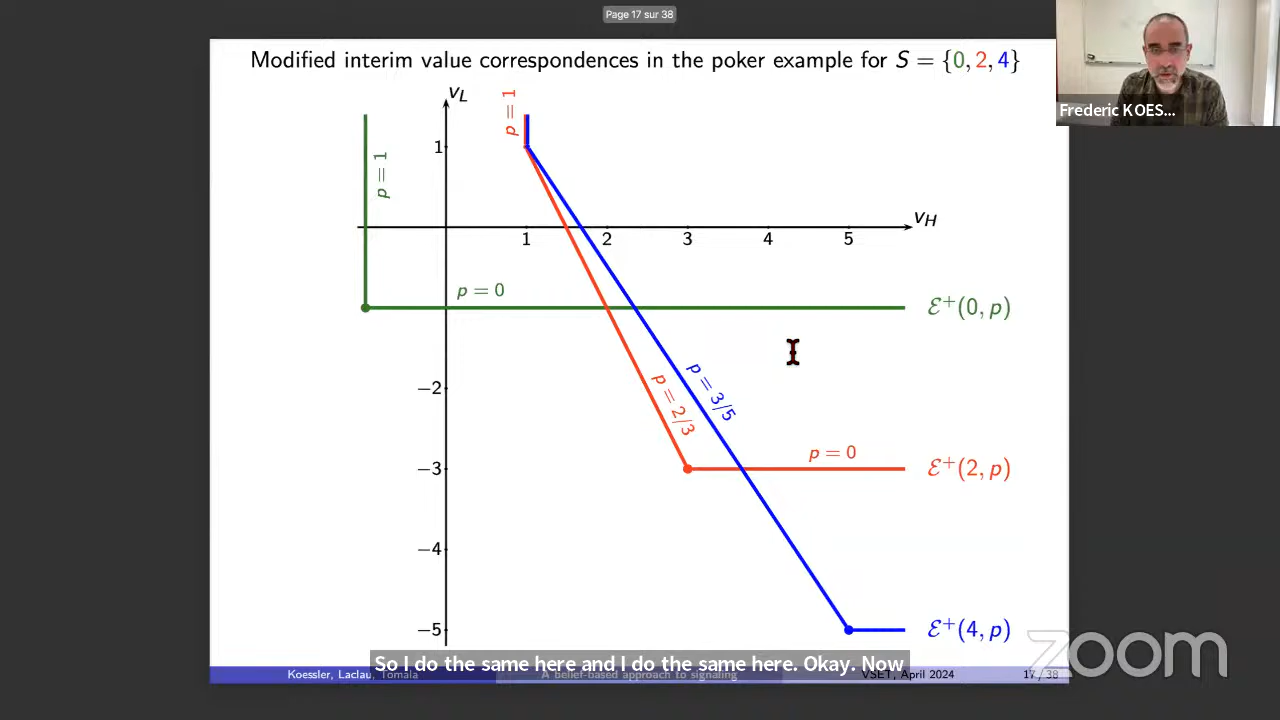 Page 17 sur 38
Modified interim value correspondences in the poker example for S = {0, 2, 4}
Frederic KOES...
v_L
p = 1
p = 1
1
v_H
1 2 3 4 5
p = 0
ℰ⁺(0, p)
−2
p = 3/5
p = 2/3
p = 0
−3
ℰ⁺(2, p)
−4
−5
ℰ⁺(4, p)
zoom
So I do the same here and I do the same here. Okay. Now
Koessler, Laclau, Tomala A belief-based approach to signaling VSET, April 2024 17 / 38